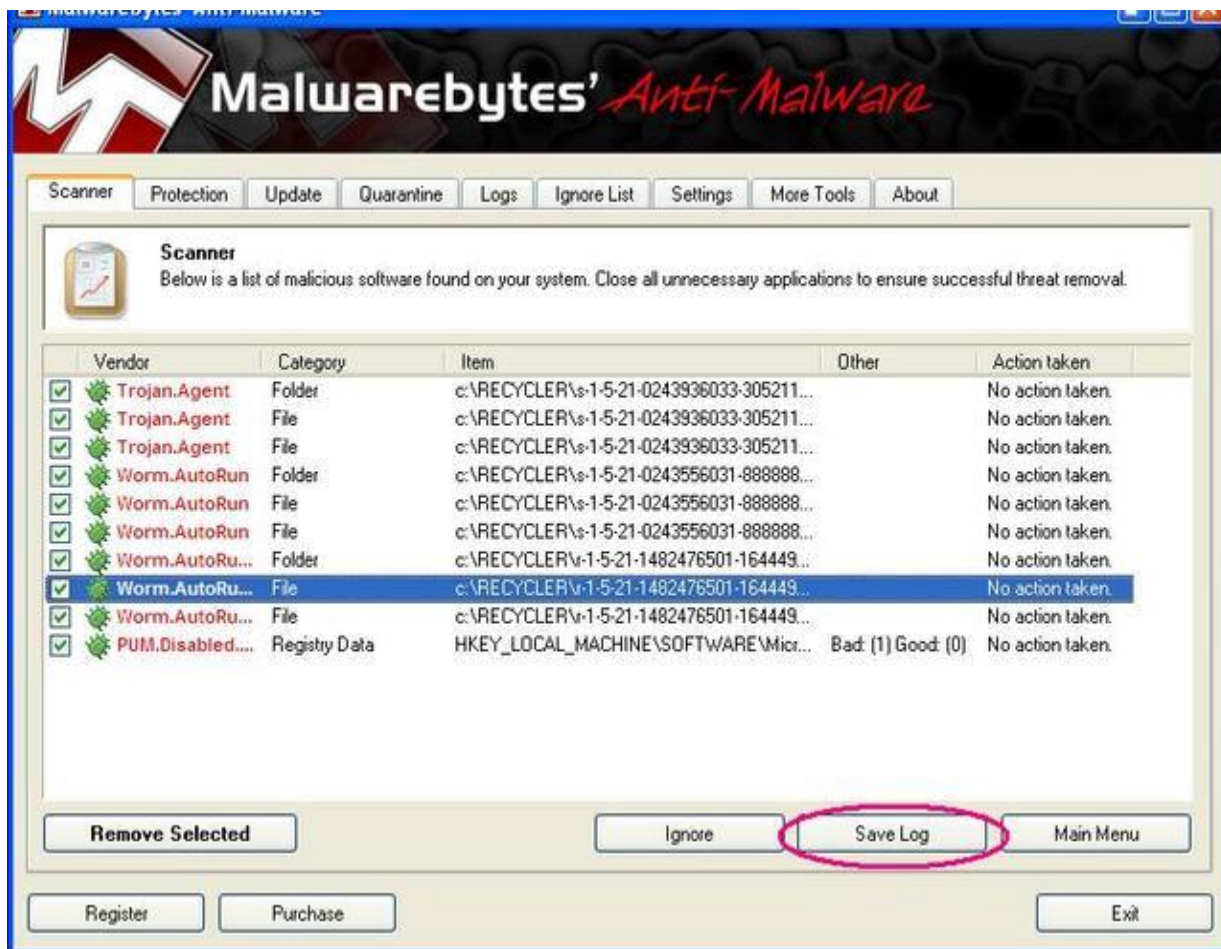 Malwarebytes' Anti-Malware
Malwarebytes' Anti-Malware
Scanner Protection Update Quarantine Logs Ignore List Settings More Tools About
Scanner
Below is a list of malicious software found on your system. Close all unnecessary applications to ensure successful threat removal.
Vendor Category Item Other Action taken
Trojan.Agent Folder c:\RECYCLER\s-1-5-21-0243936033-305211... No action taken.
Trojan.Agent File c:\RECYCLER\s-1-5-21-0243936033-305211... No action taken.
Trojan.Agent File c:\RECYCLER\s-1-5-21-0243936033-305211... No action taken.
Worm.AutoRun Folder c:\RECYCLER\s-1-5-21-0243556031-888888... No action taken.
Worm.AutoRun File c:\RECYCLER\s-1-5-21-0243556031-888888... No action taken.
Worm.AutoRun File c:\RECYCLER\s-1-5-21-0243556031-888888... No action taken.
Worm.AutoRu... Folder c:\RECYCLER\r-1-5-21-1482476501-164449... No action taken.
Worm.AutoRu... File c:\RECYCLER\r-1-5-21-1482476501-164449... No action taken.
Worm.AutoRu... File c:\RECYCLER\r-1-5-21-1482476501-164449... No action taken.
PUM.Disabled.... Registry Data HKEY_LOCAL_MACHINE\SOFTWARE\Micr... Bad: (1) Good: (0) No action taken.
Remove Selected Ignore Save Log Main Menu
Register Purchase Exit